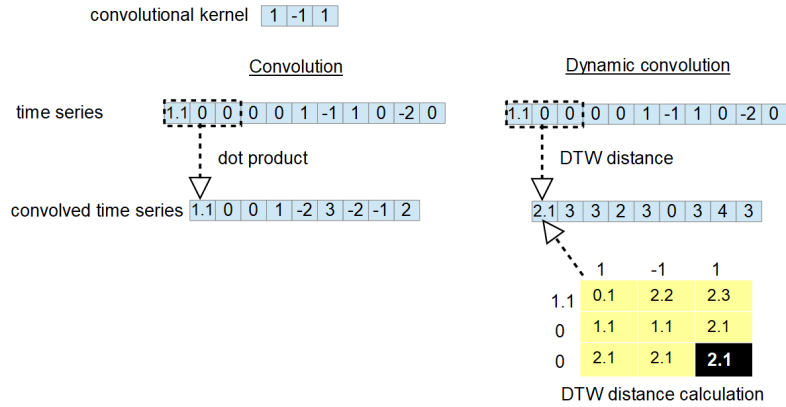 convolutional kernel 1 -1 1
Convolution Dynamic convolution
time series 1.1 0 0 0 0 1 -1 1 0 -2 0 1.1 0 0 0 0 1 -1 1 0 -2 0
dot product DTW distance
convolved time series 1.1 0 0 1 -2 3 -2 -1 2 2.1 3 3 2 3 0 3 4 3
1 -1 1
1.1 0.1 2.2 2.3
0 1.1 1.1 2.1
0 2.1 2.1 2.1
DTW distance calculation